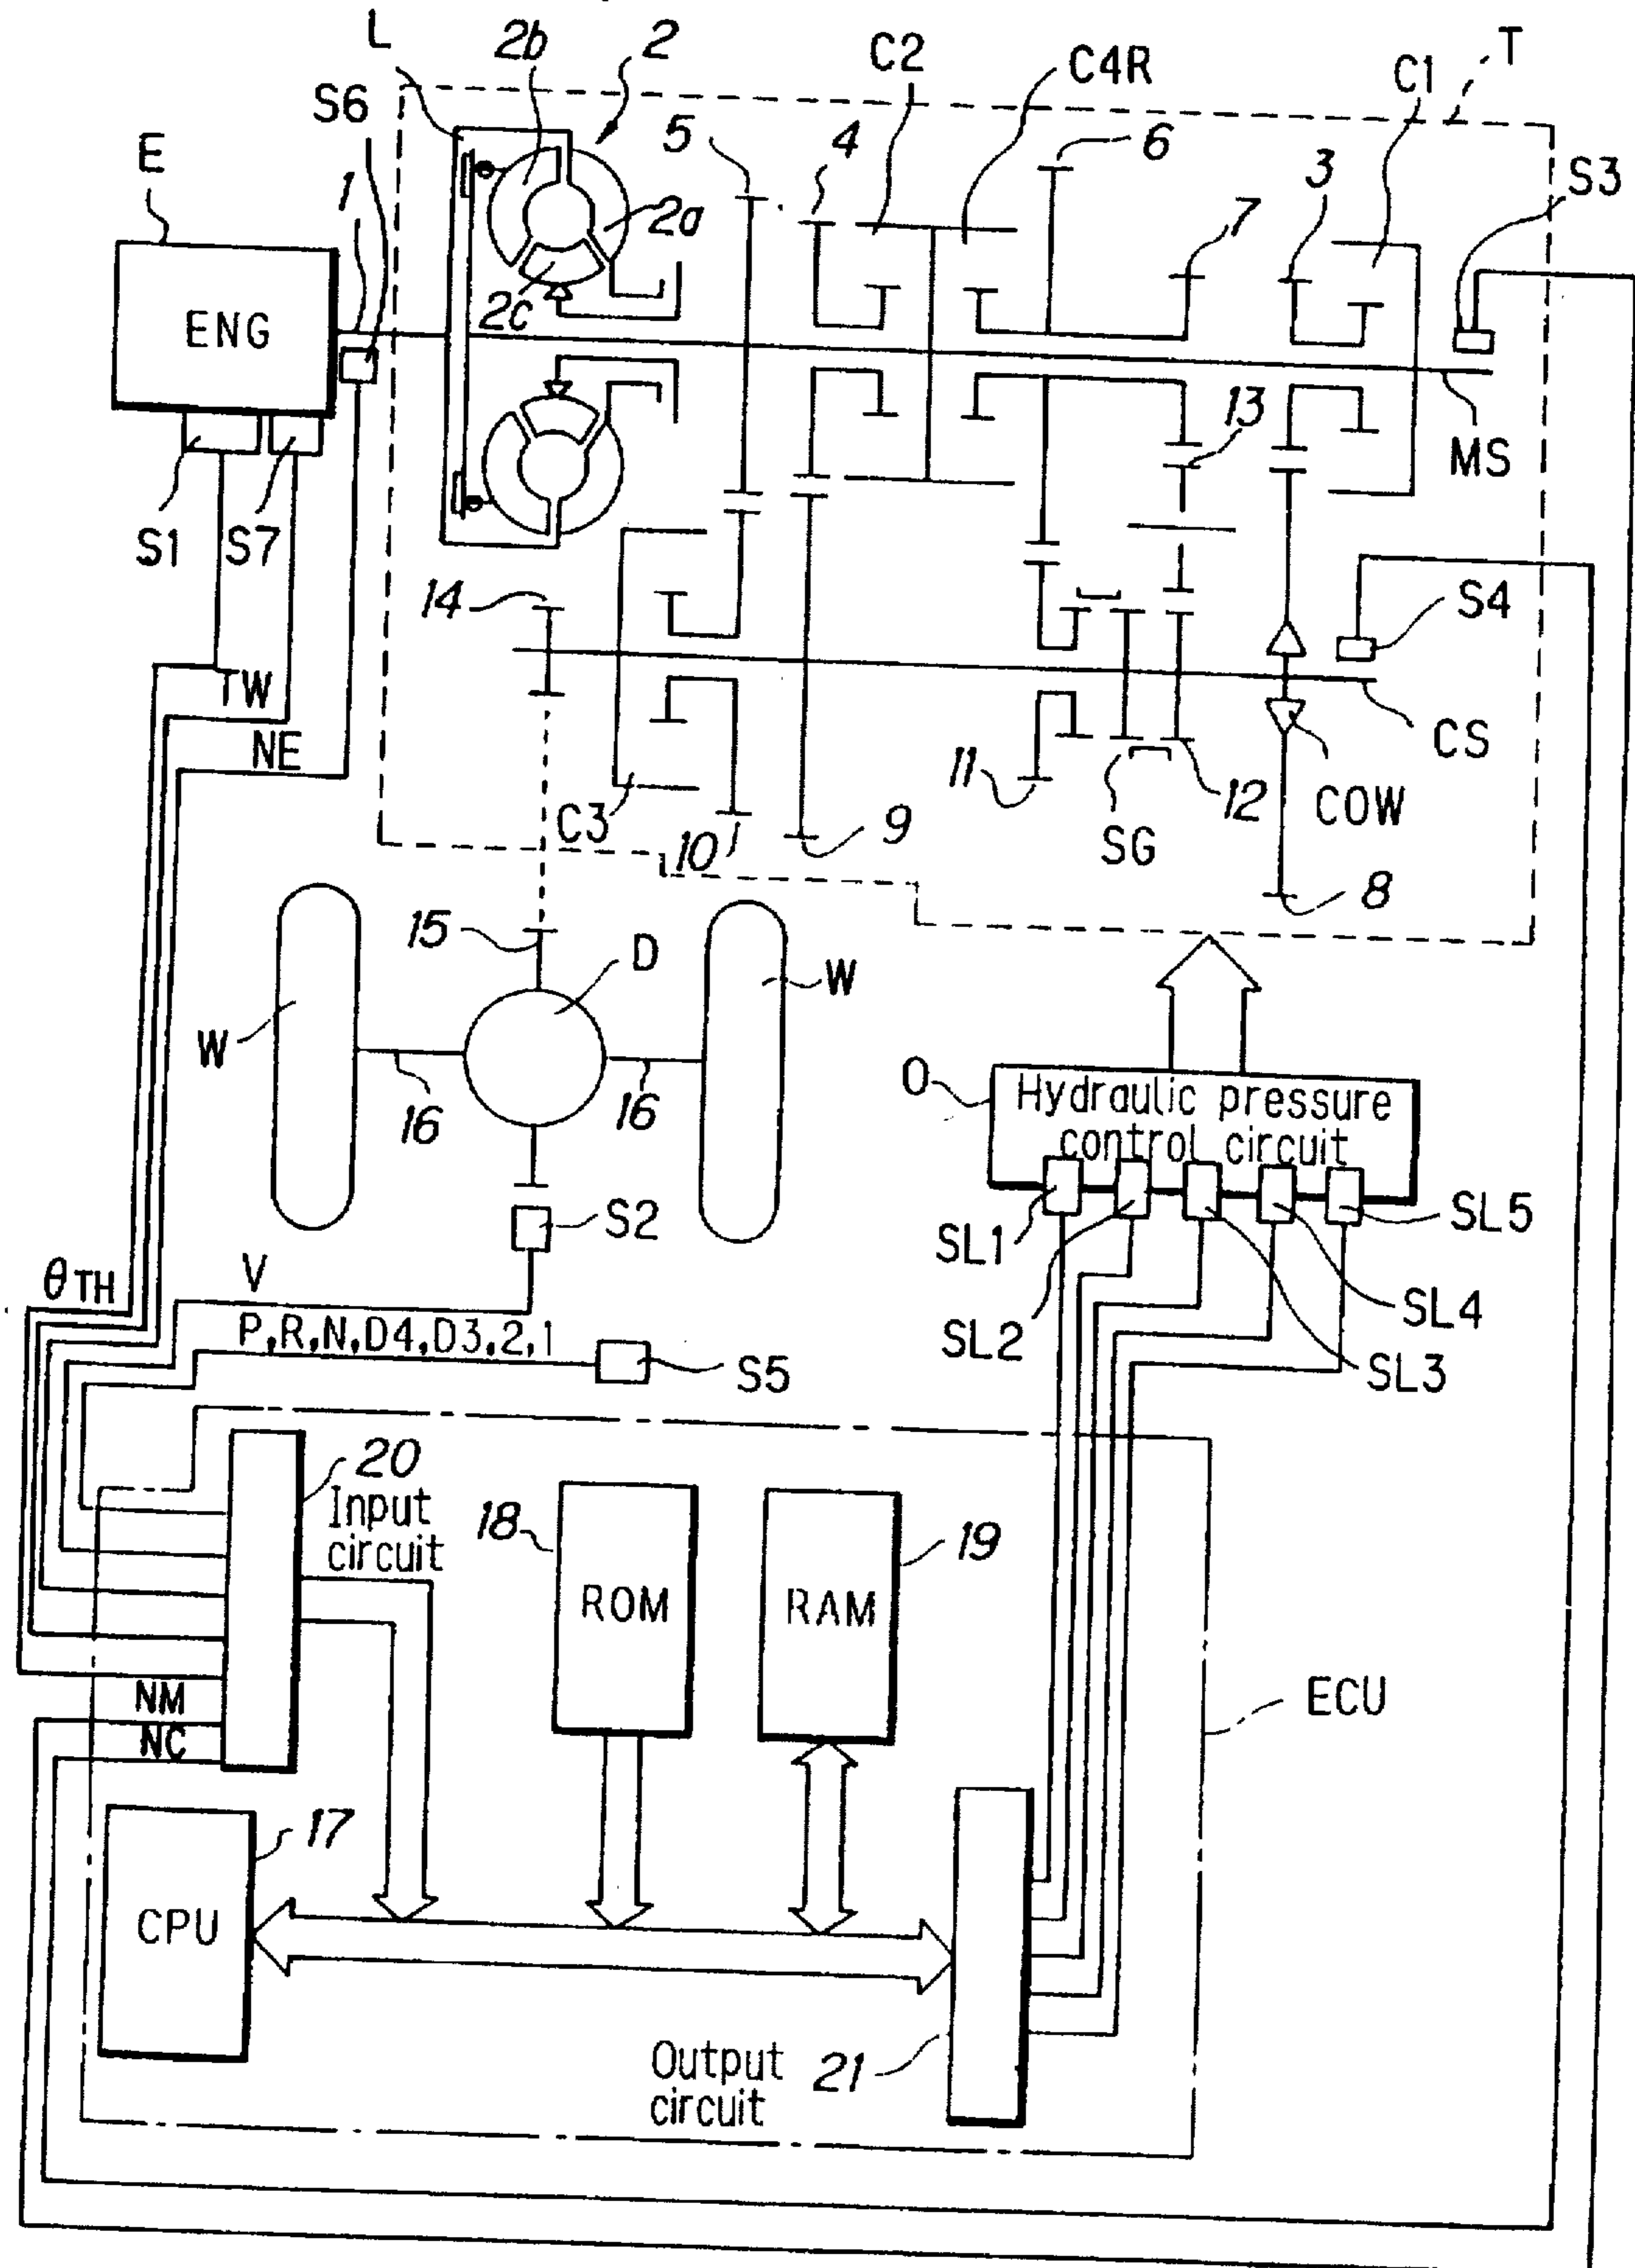 L
2b
2
C2
C4R
C1
T
S6
E
1
5
4
6
3
S3
2a
7
2c
ENG
13
MS
S1
S7
14
S4
TW
NE
CS
C3
10
9
11
SG
12
COW
8
15
D
W
W
16
16
O
Hydraulic pressure
control circuit
S2
SL1
SL5
θTH
V
SL2
SL4
P,R,N,D4,D3,2,1
S5
SL3
20
Input
circuit
18
19
ROM
RAM
NM
NC
ECU
17
CPU
Output
circuit
21